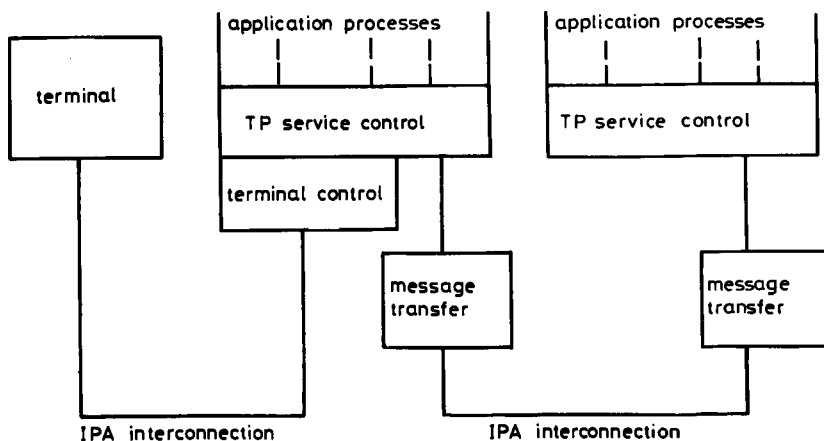 application processes
application processes
terminal
TP service control
TP service control
terminal control
message
transfer
message
transfer
IPA interconnection
IPA interconnection